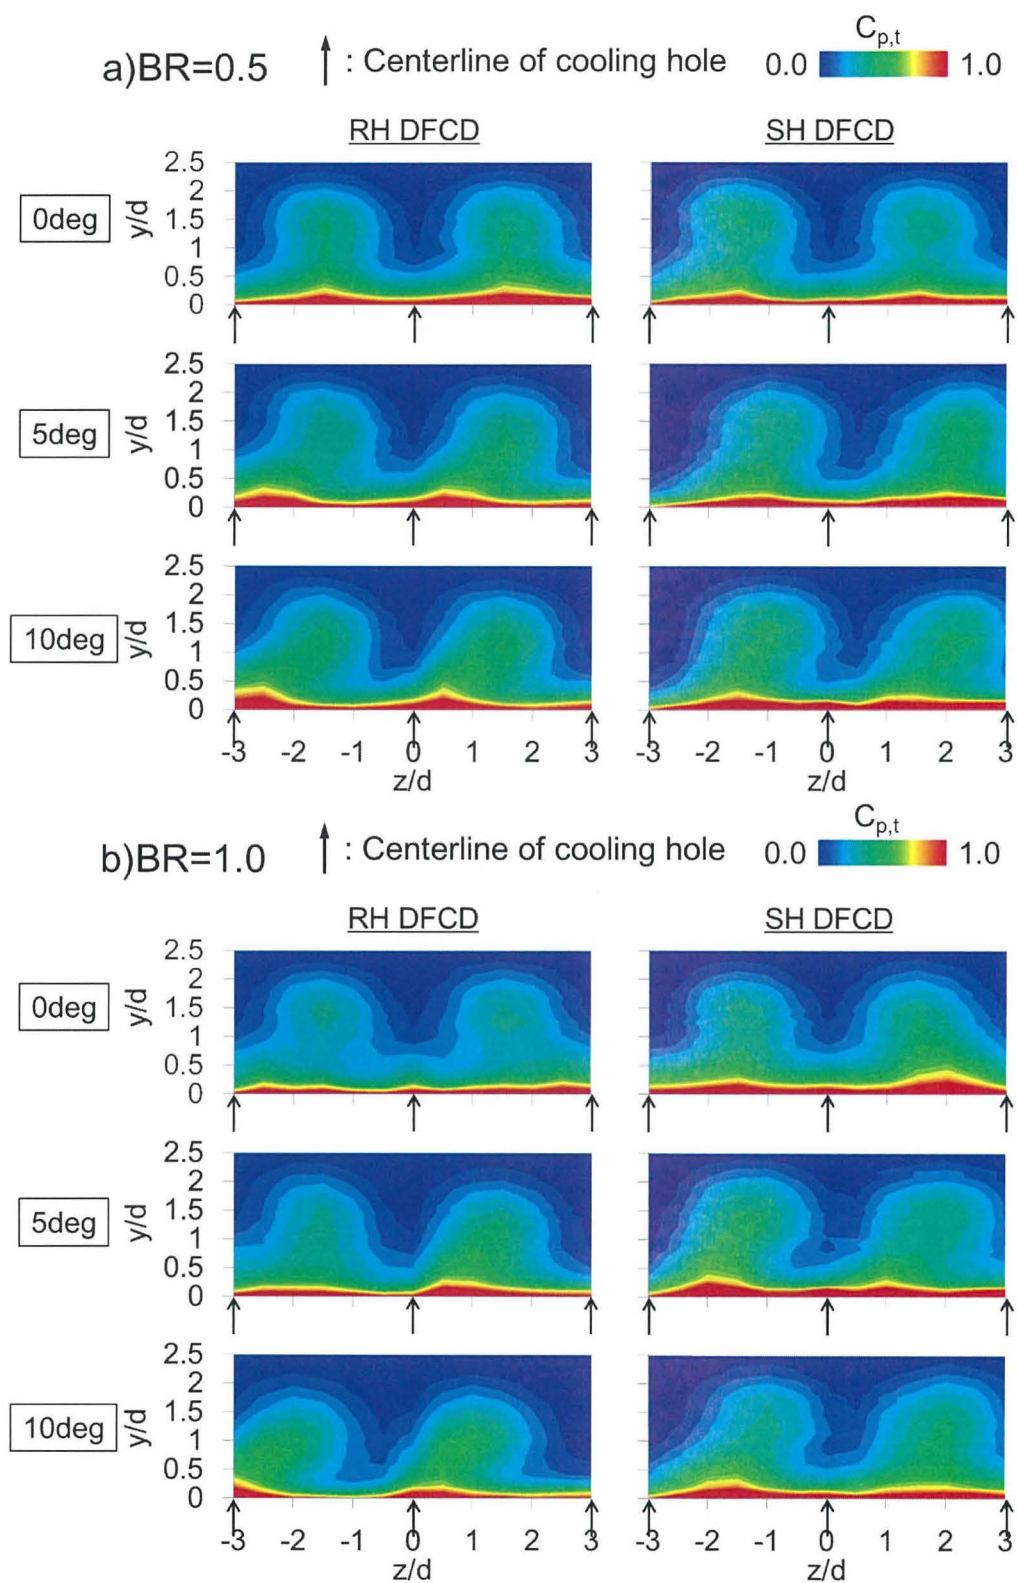 a)BR=0.5 : Centerline of cooling hole 0.0 Cp,t 1.0
RH DFCD SH DFCD
0deg
y/d
2.5
2
1.5
1
0.5
0
5deg
y/d
2.5
2
1.5
1
0.5
0
10deg
y/d
2.5
2
1.5
1
0.5
0
-3 -2 -1 0 1 2 3 -3 -2 -1 0 1 2 3
z/d z/d
b)BR=1.0 : Centerline of cooling hole 0.0 Cp,t 1.0
RH DFCD SH DFCD
0deg
y/d
2.5
2
1.5
1
0.5
0
5deg
y/d
2.5
2
1.5
1
0.5
0
10deg
y/d
2.5
2
1.5
1
0.5
0
-3 -2 -1 0 1 2 3 -3 -2 -1 0 1 2 3
z/d z/d